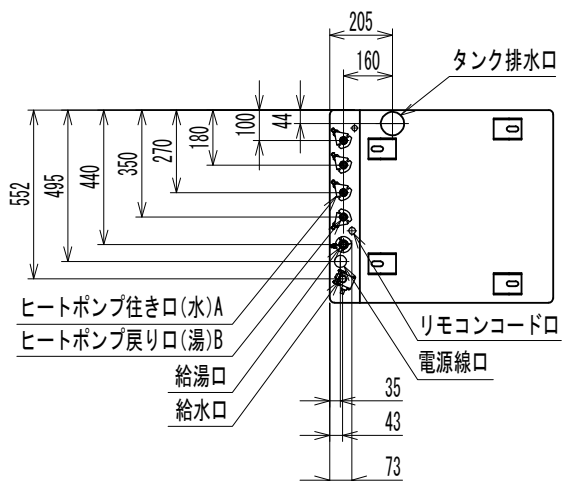 205
160
タンク排水口
44
100
180
270
350
440
495
552
ヒートポンプ往き口(水)A
ヒートポンプ戻り口(湯)B
給湯口
給水口
リモコンコード口
電源線口
35
43
73